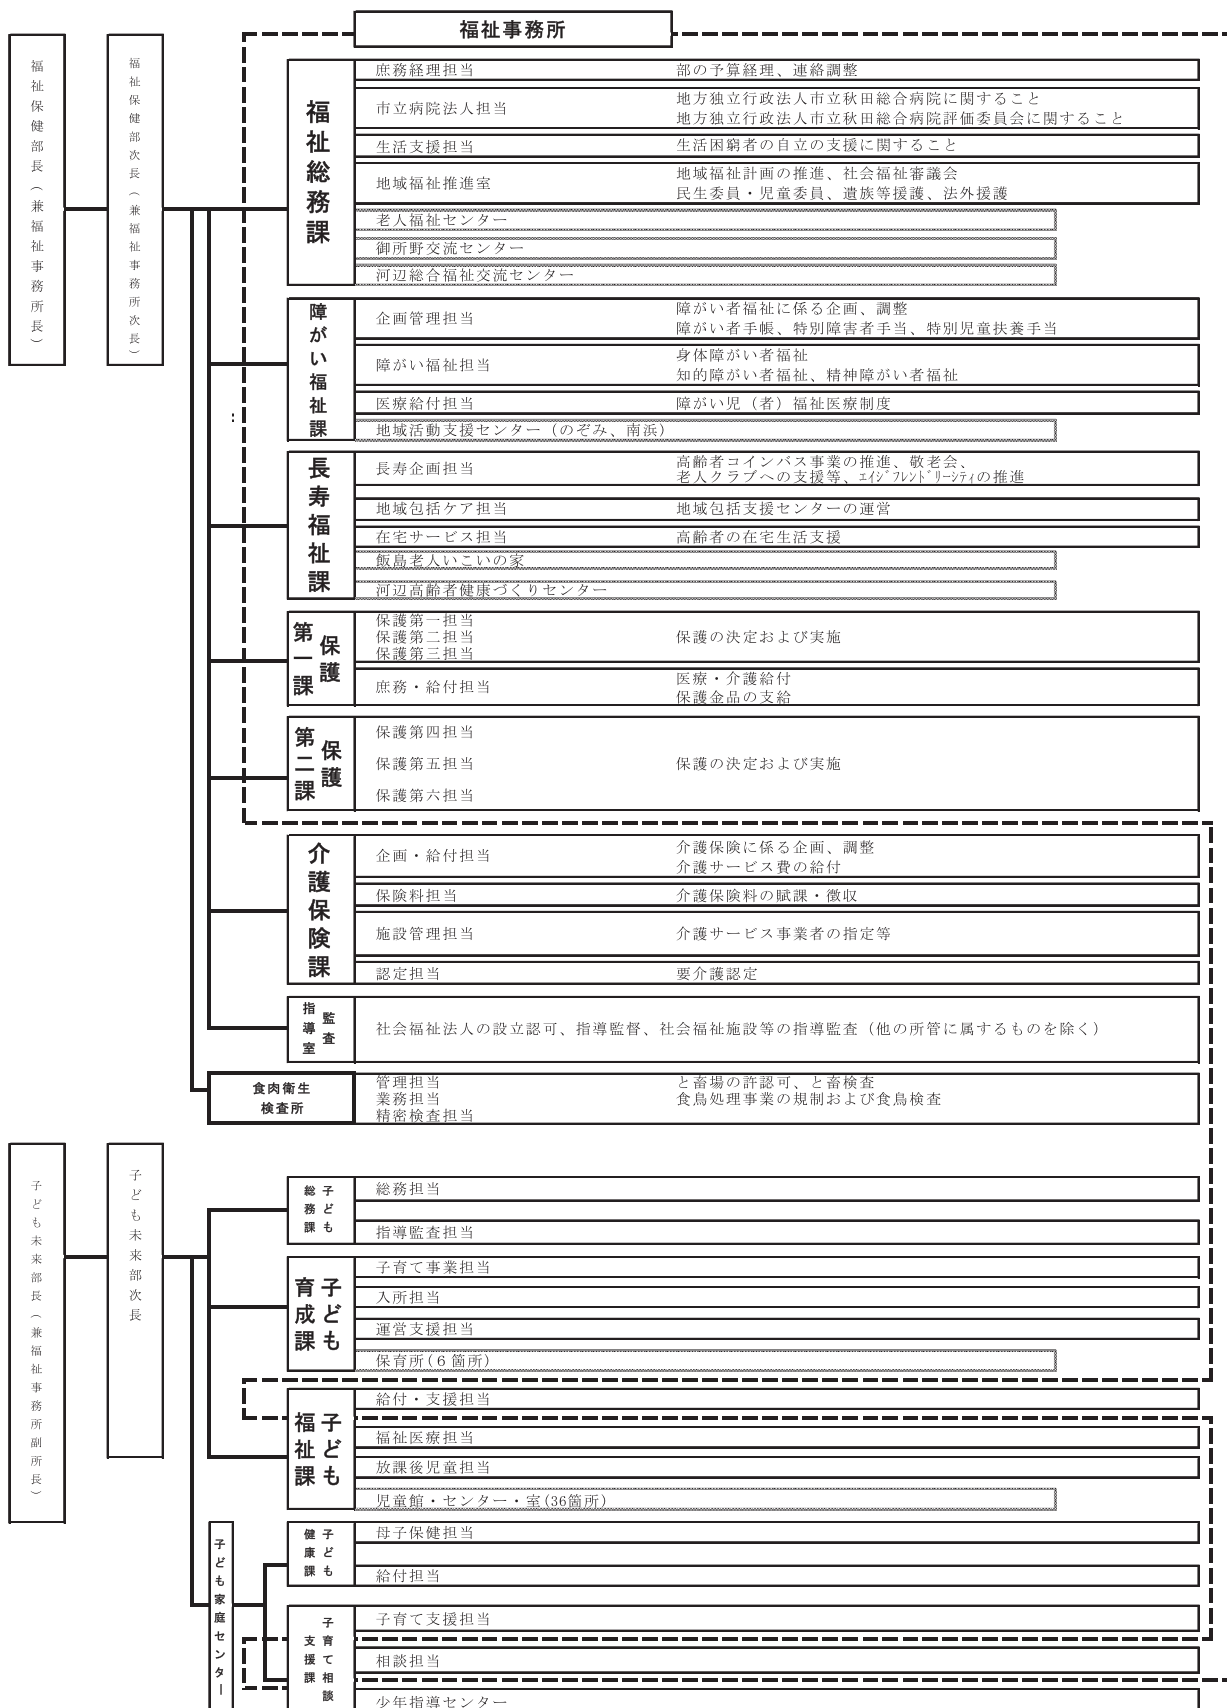 福祉事務所
福祉保健部長（兼福祉事務所長）
福祉保健部次長（兼福祉事務所次長）
福祉総務課
庶務経理担当　部の予算経理、連絡調整
市立病院法人担当　地方独立行政法人市立秋田総合病院に関すること
地方独立行政法人市立秋田総合病院評価委員会に関すること
生活支援担当　生活困窮者の自立の支援に関すること
地域福祉推進室　地域福祉計画の推進、社会福祉審議会
民生委員・児童委員、遺族等援護、法外援護
老人福祉センター
御所野交流センター
河辺総合福祉交流センター
障がい福祉課
企画管理担当　障がい者福祉に係る企画、調整
障がい者手帳、特別障害者手当、特別児童扶養手当
障がい福祉担当　身体障がい者福祉
知的障がい者福祉、精神障がい者福祉
医療給付担当　障がい児（者）福祉医療制度
地域活動支援センター（のぞみ、南浜）
長寿福祉課
長寿企画担当　高齢者コインバス事業の推進、敬老会、
老人クラブへの支援等、ｴｲｼﾞﾌﾚﾝﾄﾞﾘｰｼﾃｨの推進
地域包括ケア担当　地域包括支援センターの運営
在宅サービス担当　高齢者の在宅生活支援
飯島老人いこいの家
河辺高齢者健康づくりセンター
保護第一課
保護第一担当
保護第二担当　保護の決定および実施
保護第三担当
庶務・給付担当　医療・介護給付
保護金品の支給
保護第二課
保護第四担当
保護第五担当　保護の決定および実施
保護第六担当
介護保険課
企画・給付担当　介護保険に係る企画、調整
介護サービス費の給付
保険料担当　介護保険料の賦課・徴収
施設管理担当　介護サービス事業者の指定等
認定担当　要介護認定
監査指導室
社会福祉法人の設立認可、指導監督、社会福祉施設等の指導監査（他の所管に属するものを除く）
食肉衛生
検査所
管理担当　と畜場の許認可、と畜検査
業務担当　食鳥処理事業の規制および食鳥検査
精密検査担当
子ども未来部長（兼福祉事務所副所長）
子ども未来部次長
子ども総務課
総務担当
指導監査担当
子ども育成課
子育て事業担当
入所担当
運営支援担当
保育所(６箇所)
子ども福祉課
給付・支援担当
福祉医療担当
放課後児童担当
児童館・センター・室(36箇所)
子ども家庭センター
子ども健康課
母子保健担当
給付担当
子育て相談支援課
子育て支援担当
相談担当
少年指導センター